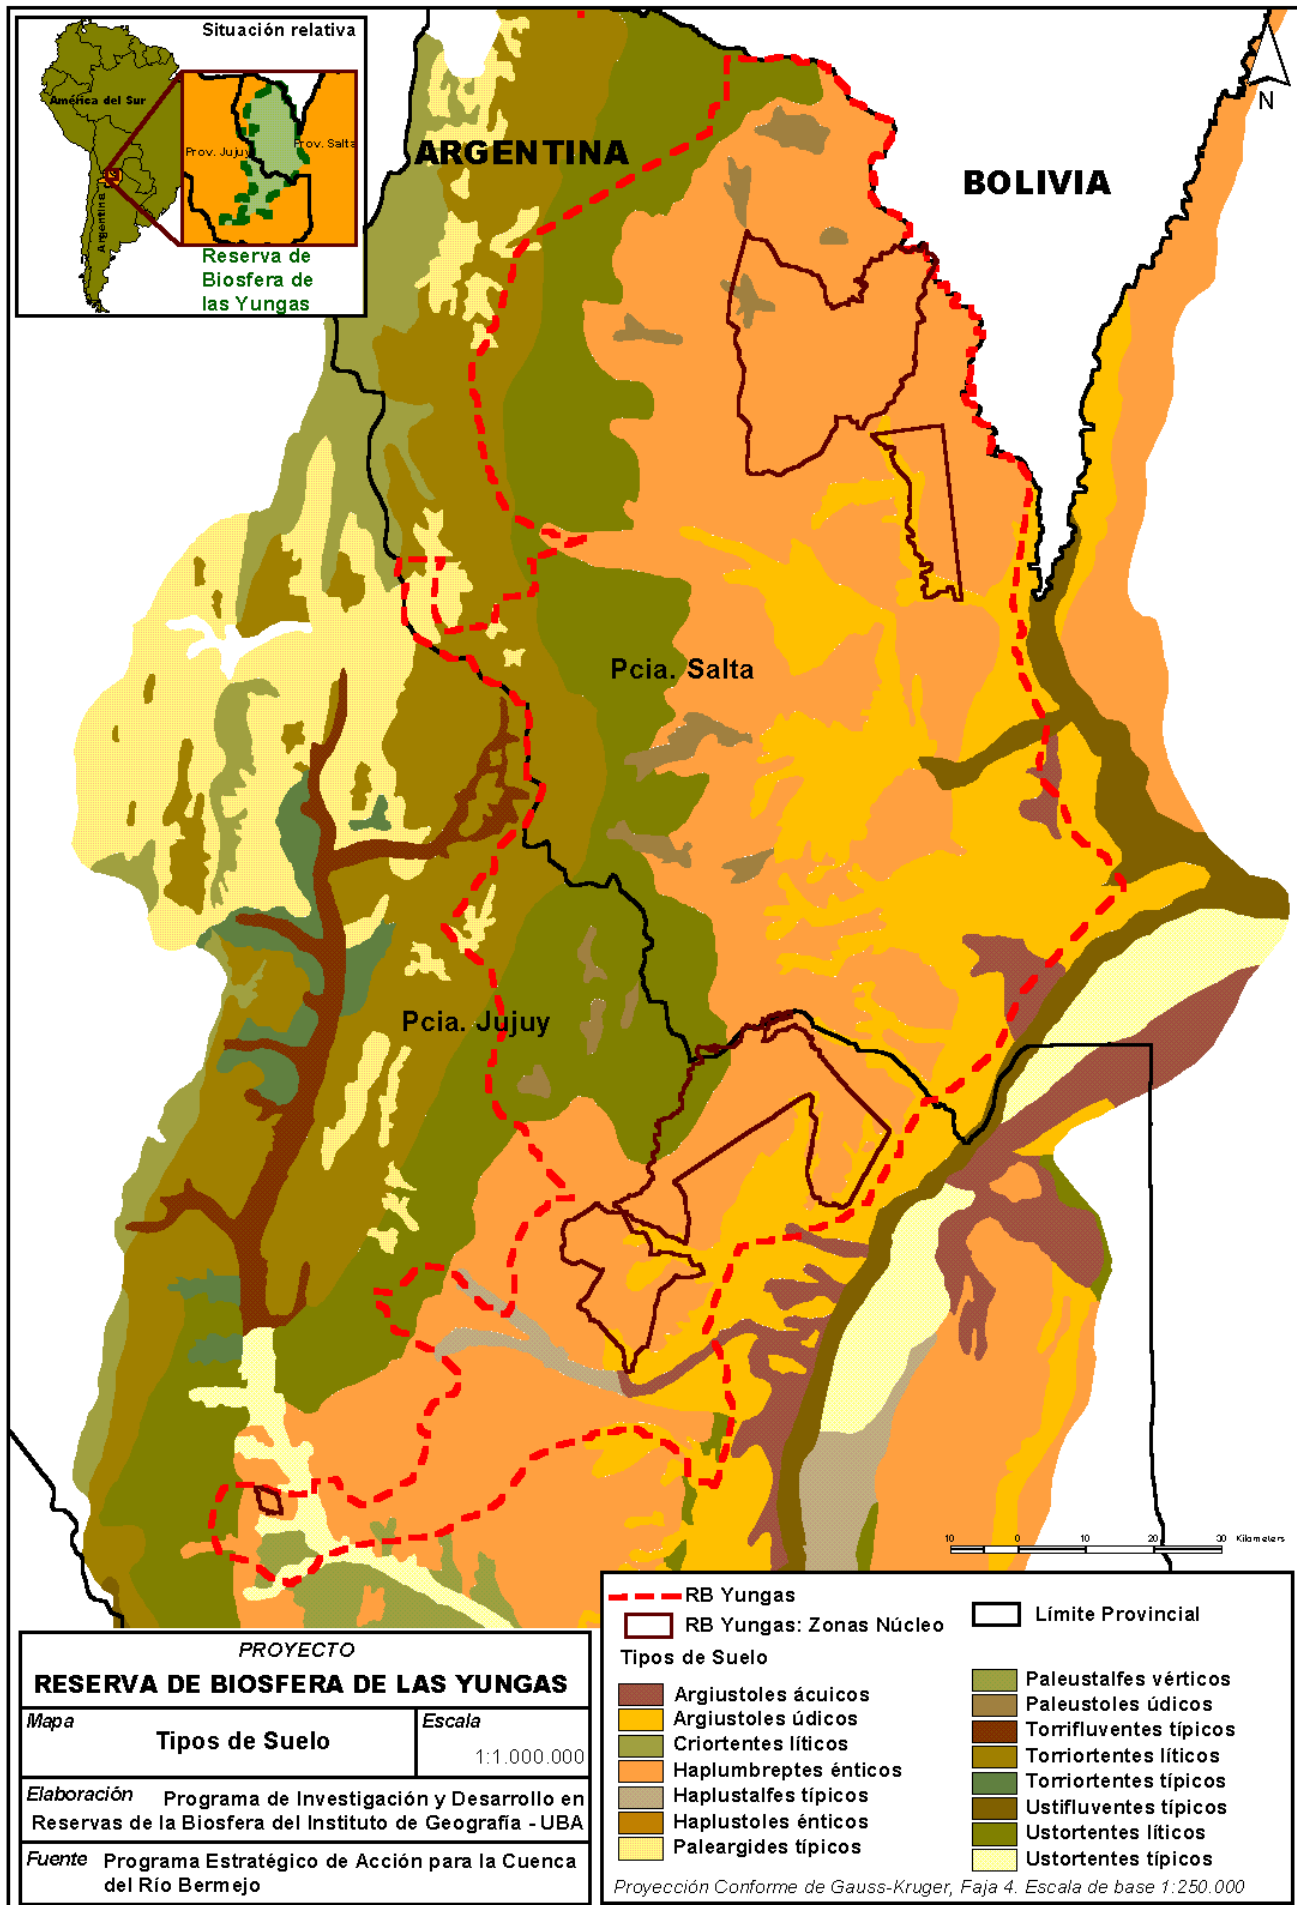 Situación relativa
América del Sur
Prov. Jujuy
Prov. Salta
Argentina
Reserva de
Biosfera de
las Yungas
ARGENTINA
BOLIVIA
N
Pcia. Salta
Pcia. Jujuy
10 0 10 20 30 Kilometers
RB Yungas
RB Yungas: Zonas Núcleo
Límite Provincial
Tipos de Suelo
Argiustoles ácuicos
Argiustoles údicos
Criortentes líticos
Haplumbreptes énticos
Haplustalfes típicos
Haplustoles énticos
Paleargides típicos
Paleustalfes vérticos
Paleustoles údicos
Torrifluventes típicos
Torriortentes líticos
Torriortentes típicos
Ustifluventes típicos
Ustortentes líticos
Ustortentes típicos
Proyección Conforme de Gauss-Kruger, Faja 4. Escala de base 1:250.000
PROYECTO
RESERVA DE BIOSFERA DE LAS YUNGAS
Mapa
Tipos de Suelo
Escala
1:1.000.000
Elaboración Programa de Investigación y Desarrollo en
Reservas de la Biosfera del Instituto de Geografía - UBA
Fuente Programa Estratégico de Acción para la Cuenca
del Río Bermejo